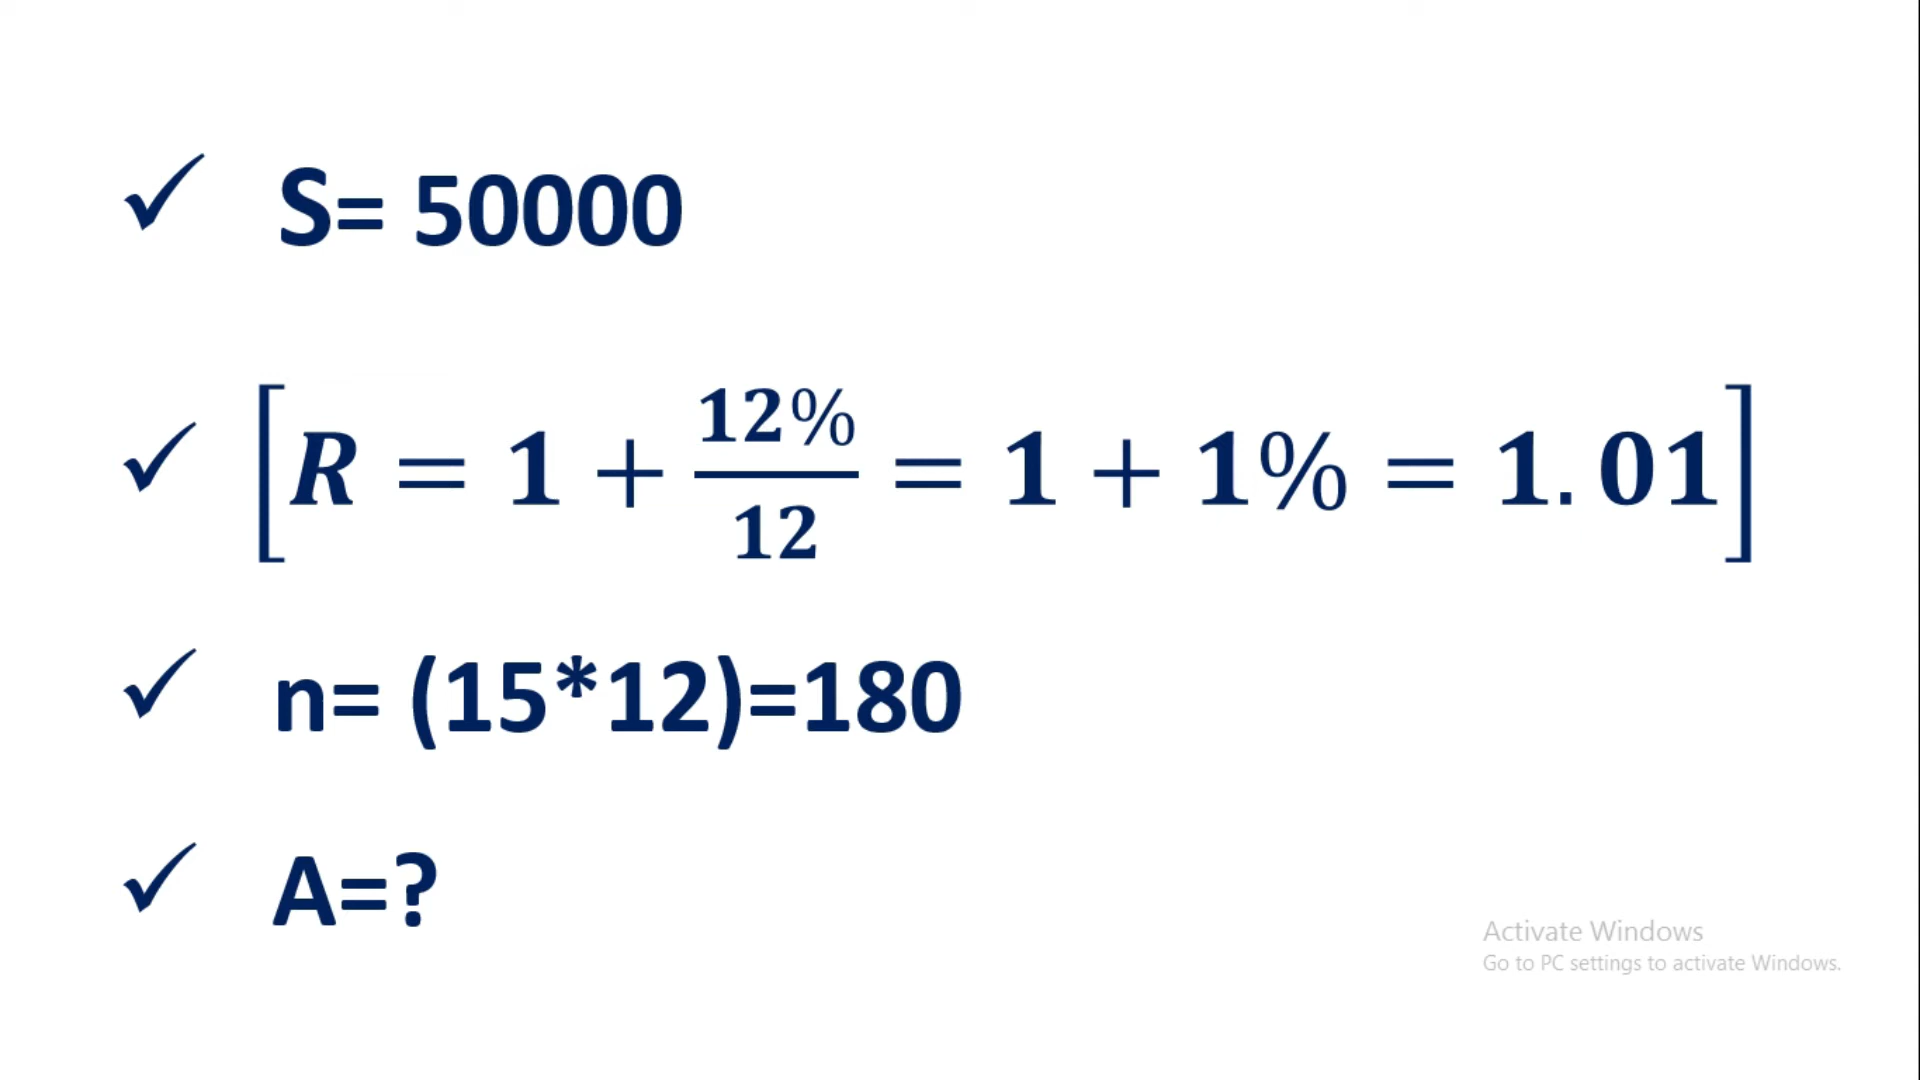 ✓ S= 50000
✓ [R = 1 + 12%/12 = 1 + 1% = 1.01]
✓ n= (15*12)=180
✓ A=?
Activate Windows
Go to PC settings to activate Windows.